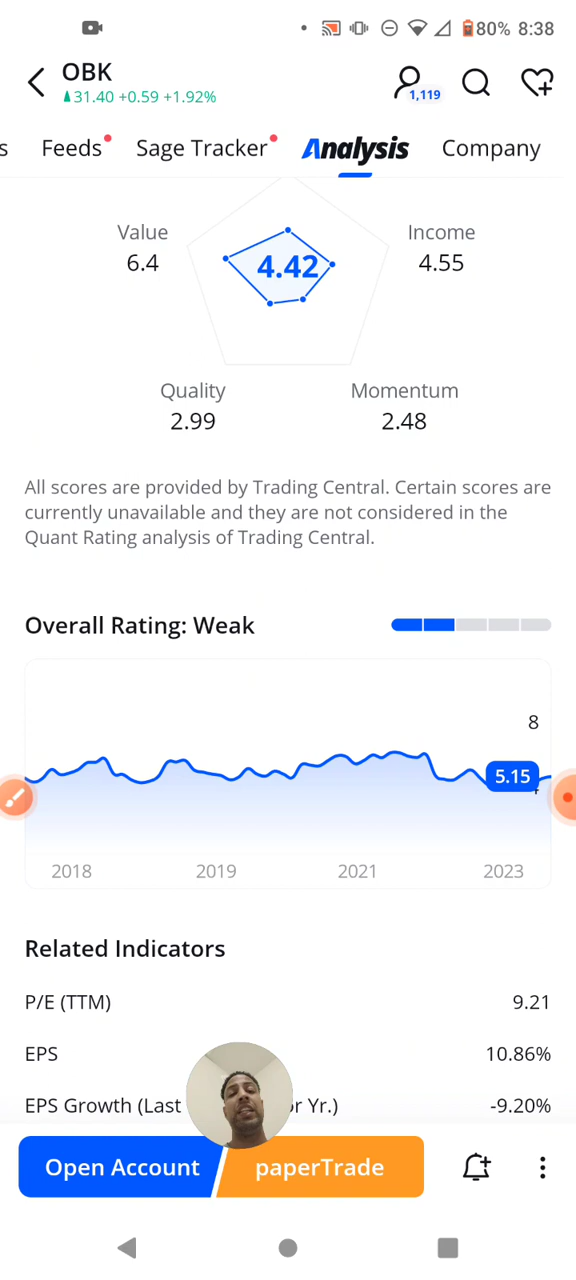 80% 8:38
OBK
31.40 +0.59 +1.92%
1,119
s Feeds Sage Tracker Analysis Company
Value Income
6.4 4.42 4.55
Quality Momentum
2.99 2.48
All scores are provided by Trading Central. Certain scores are
currently unavailable and they are not considered in the
Quant Rating analysis of Trading Central.
Overall Rating: Weak
8
5.15
2018 2019 2021 2023
Related Indicators
P/E (TTM) 9.21
EPS 10.86%
EPS Growth (Last r Yr.) -9.20%
Open Account paperTrade